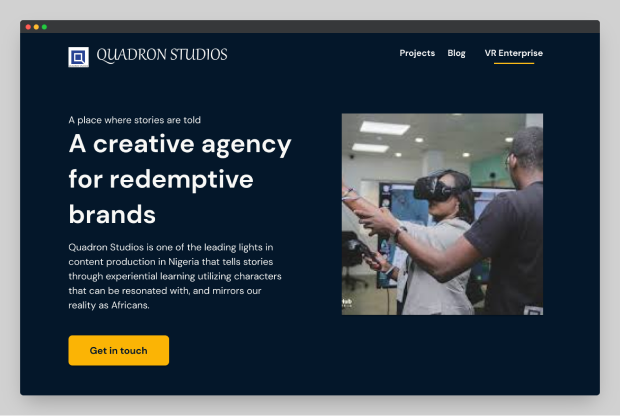 QUADRON STUDIOS
Projects Blog VR Enterprise
A place where stories are told
A creative agency
for redemptive
brands
Quadron Studios is one of the leading lights in
content production in Nigeria that tells stories
through experiential learning utilizing characters
that can be resonated with, and mirrors our
reality as Africans.
Get in touch